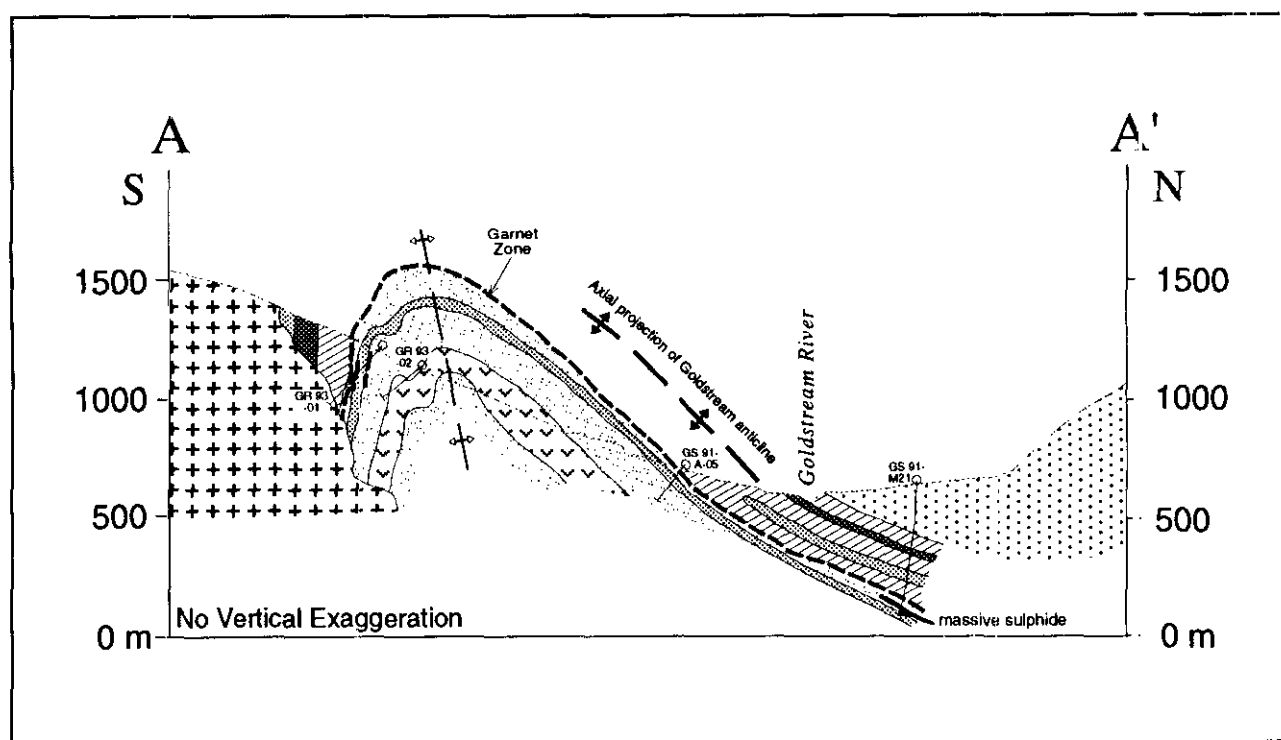 A
A'
S
N
Garnet
Zone
Axial projection of Goldstream anticline
Goldstream River
1500
1500
GR 93
02
GR 93
-01
1000
1000
GS 91-
A-05
GS 91-
M21
500
500
No Vertical Exaggeration
massive sulphide
0 m
0 m